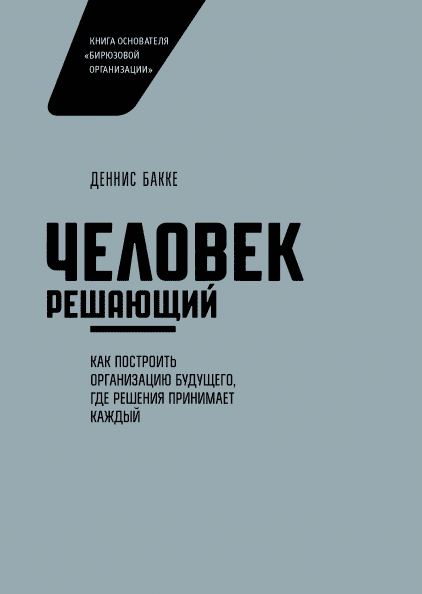 КНИГА ОСНОВАТЕЛЯ
«БИРЮЗОВОЙ
ОРГАНИЗАЦИИ»
ДЕННИС БАККЕ
ЧЕЛОВЕК
РЕШАЮЩИЙ
КАК ПОСТРОИТЬ
ОРГАНИЗАЦИЮ БУДУЩЕГО,
ГДЕ РЕШЕНИЯ ПРИНИМАЕТ
КАЖДЫЙ